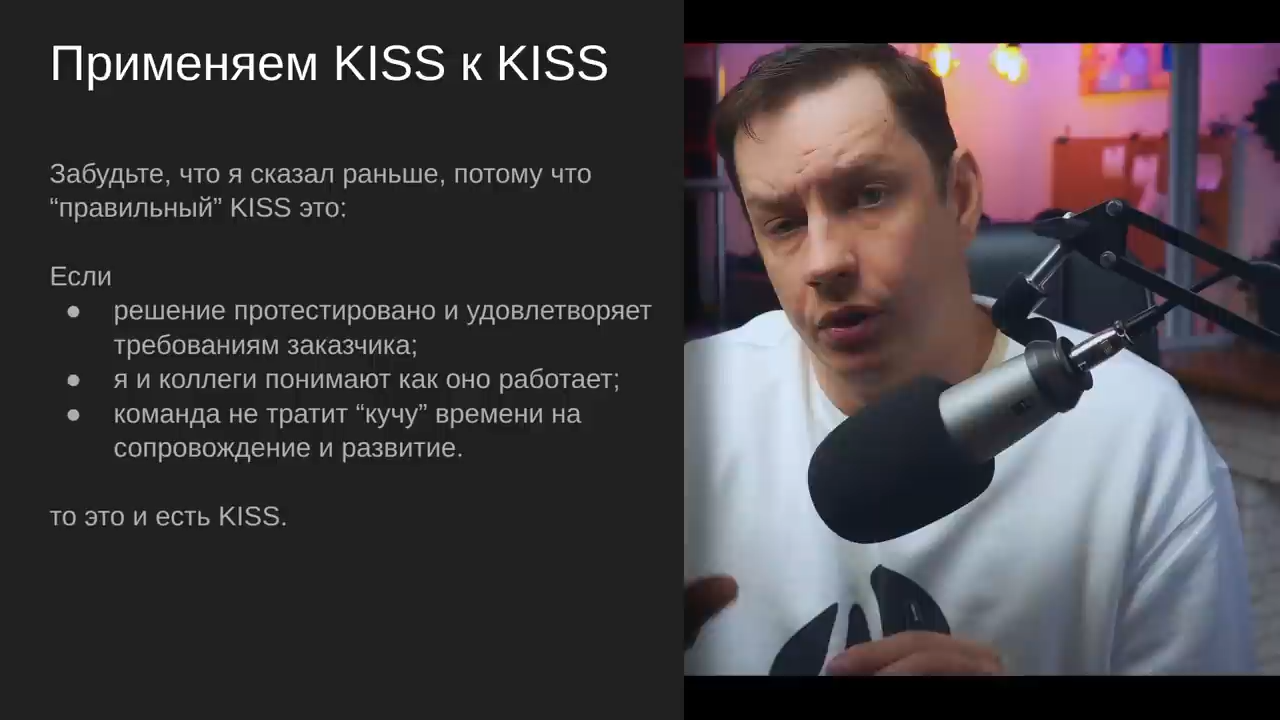 Применяем KISS к KISS
Забудьте, что я сказал раньше, потому что
“правильный” KISS это:
Если
● решение протестировано и удовлетворяет
требованиям заказчика;
● я и коллеги понимают как оно работает;
● команда не тратит “кучу” времени на
сопровождение и развитие.
то это и есть KISS.